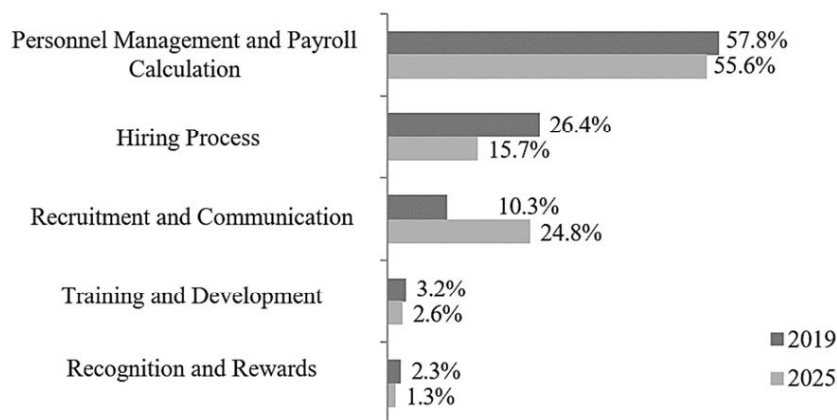 Personnel Management and Payroll
Calculation
57.8%
55.6%
Hiring Process
26.4%
15.7%
Recruitment and Communication
10.3%
24.8%
Training and Development
3.2%
2.6%
Recognition and Rewards
2.3%
1.3%
2019
2025